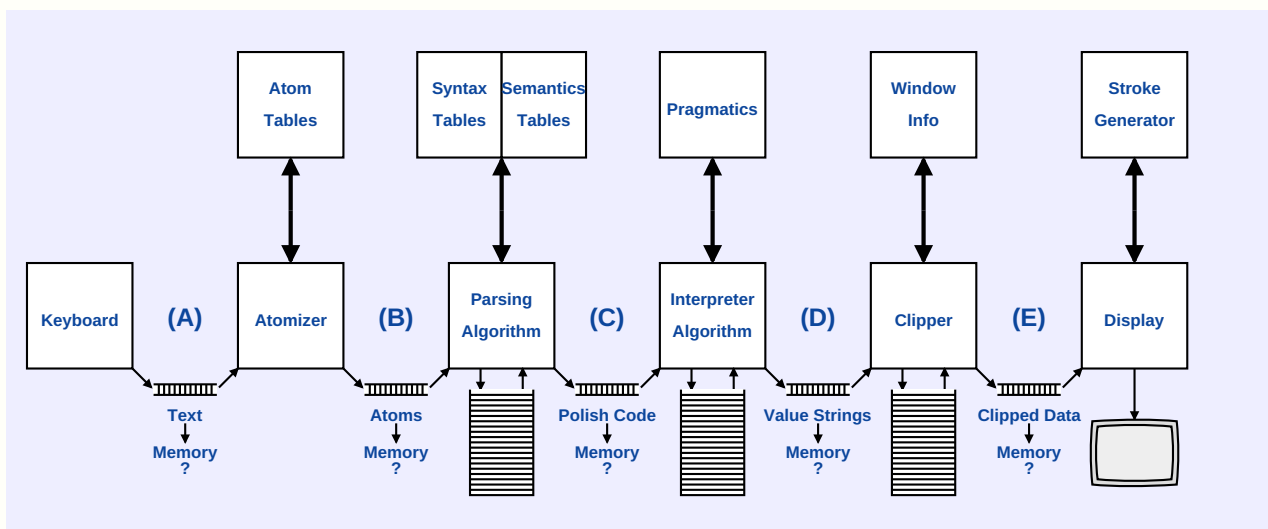 Atom
Tables
Syntax
Tables
Semantics
Tables
Pragmatics
Window
Info
Stroke
Generator
Keyboard
(A)
Atomizer
(B)
Parsing
Algorithm
(C)
Interpreter
Algorithm
(D)
Clipper
(E)
Display
Text
Memory
?
Atoms
Memory
?
Polish Code
Memory
?
Value Strings
Memory
?
Clipped Data
Memory
?